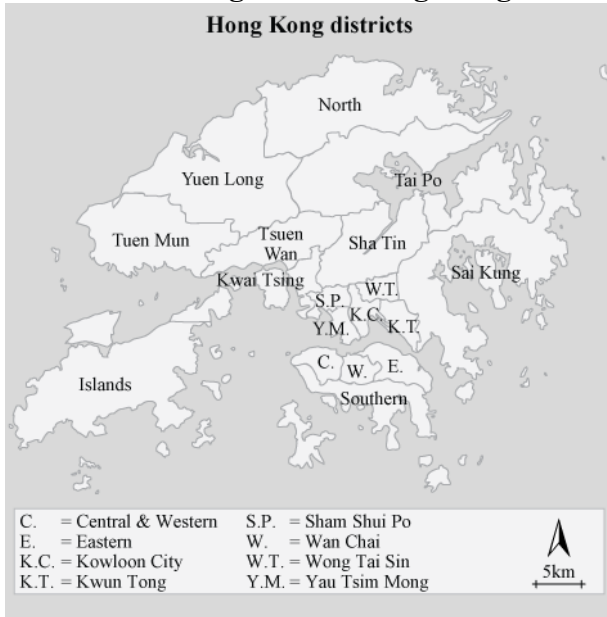 Hong Kong districts
North
Yuen Long
Tai Po
Tuen Mun
Tsuen
Wan
Sha Tin
Kwai Tsing
Sai Kung
W.T.
S.P.
K.C.
Y.M.
K.T.
C.
W.
E.
Islands
Southern
C. = Central & Western
E. = Eastern
K.C. = Kowloon City
K.T. = Kwun Tong
S.P. = Sham Shui Po
W. = Wan Chai
W.T. = Wong Tai Sin
Y.M. = Yau Tsim Mong
5km